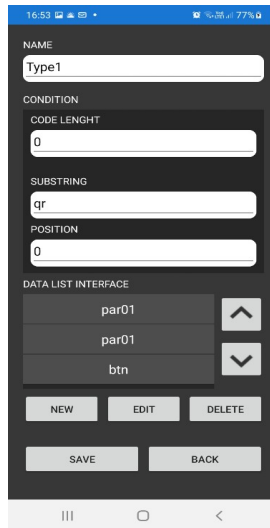 16:53 77%
NAME
Type1
CONDITION
CODE LENGHT
0
SUBSTRING
qr
POSITION
0
DATA LIST INTERFACE
par01
par01
btn
NEW EDIT DELETE
SAVE BACK